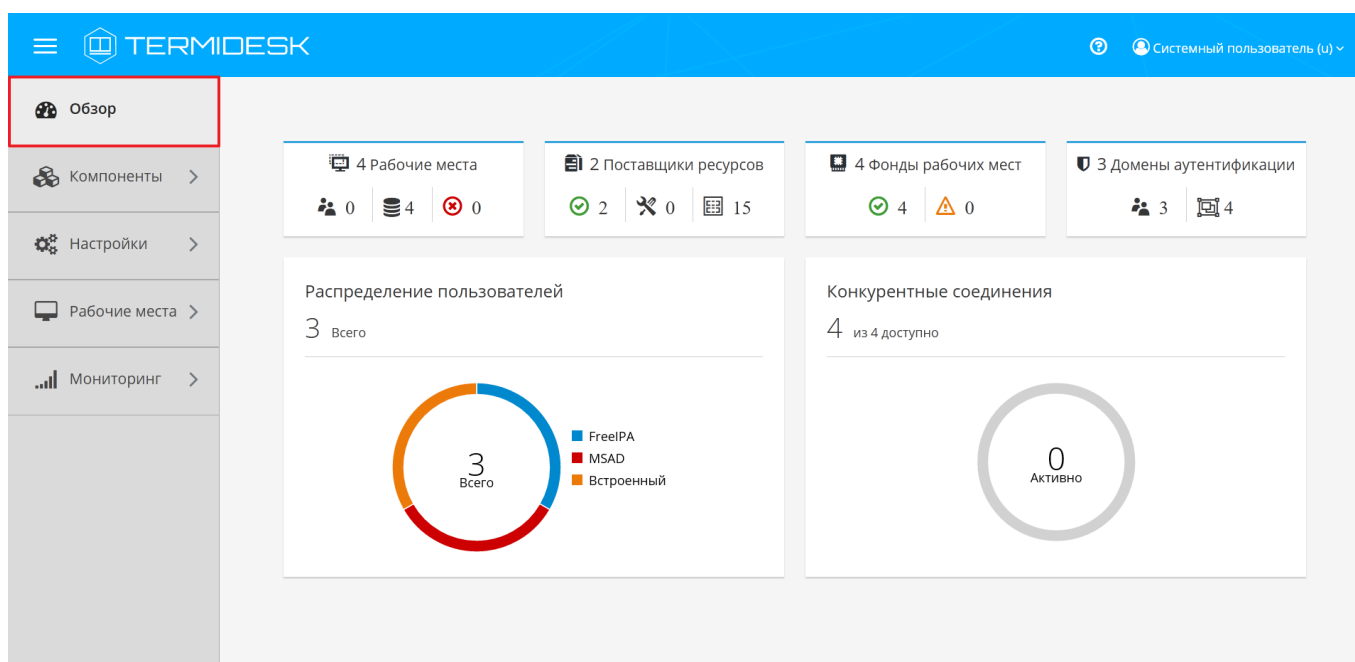 TERMIDESK
Системный пользователь (u)
Обзор
Компоненты
Настройки
Рабочие места
Мониторинг
4 Рабочие места
0 4 0
2 Поставщики ресурсов
2 0 15
4 Фонды рабочих мест
4 0
3 Домены аутентификации
3 4
Распределение пользователей
3 Всего
3
Всего
FreeIPA
MSAD
Встроенный
Конкурентные соединения
4 из 4 доступно
0
Активно